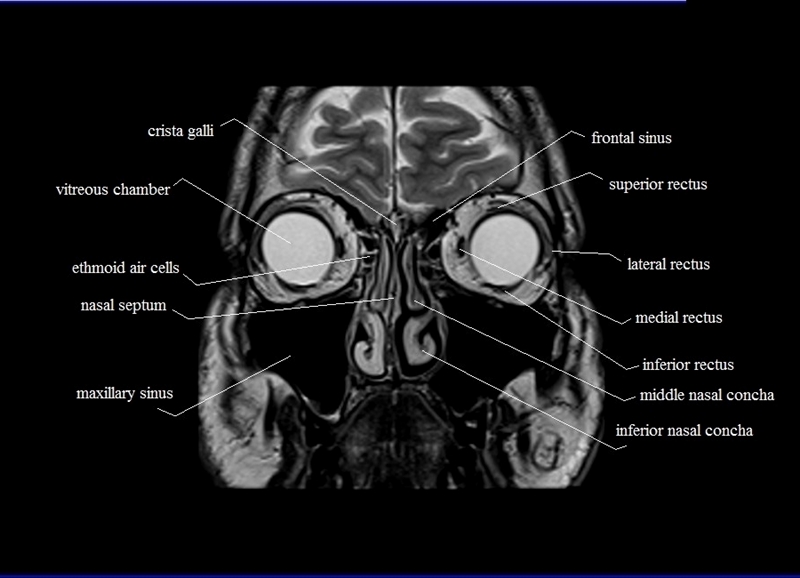 crista galli
vitreous chamber
ethmoid air cells
nasal septum
maxillary sinus
frontal sinus
superior rectus
lateral rectus
medial rectus
inferior rectus
middle nasal concha
inferior nasal concha